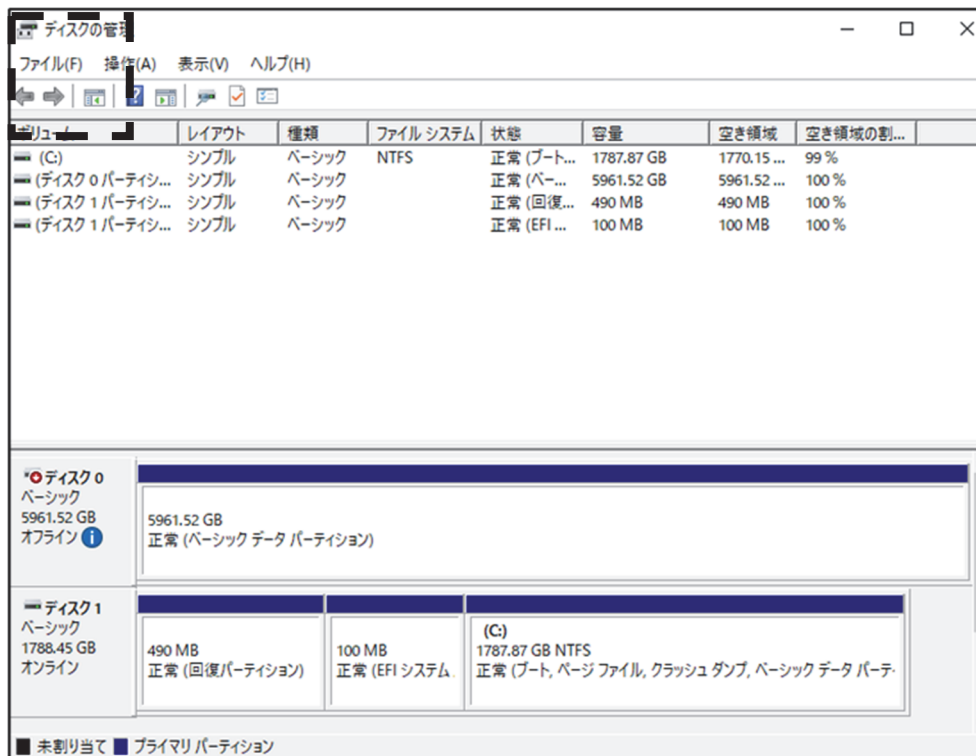 ディスクの管理
ファイル(F) 操作(A) 表示(V) ヘルプ(H)
ボリューム レイアウト 種類 ファイル システム 状態 容量 空き領域 空き領域の割...
(C:) シンプル ベーシック NTFS 正常 (ブート... 1787.87 GB 1770.15 ... 99 %
(ディスク 0 パーティシ... シンプル ベーシック 正常 (ベー... 5961.52 GB 5961.52 ... 100 %
(ディスク 1 パーティシ... シンプル ベーシック 正常 (回復... 490 MB 490 MB 100 %
(ディスク 1 パーティシ... シンプル ベーシック 正常 (EFI ... 100 MB 100 MB 100 %
ディスク 0
ベーシック
5961.52 GB
オフライン
5961.52 GB
正常 (ベーシック データ パーティション)
ディスク 1
ベーシック
1788.45 GB
オンライン
490 MB
正常 (回復パーティション)
100 MB
正常 (EFI システム
(C:)
1787.87 GB NTFS
正常 (ブート, ページ ファイル, クラッシュ ダンプ, ベーシック データ パーテ
未割り当て プライマリ パーティション